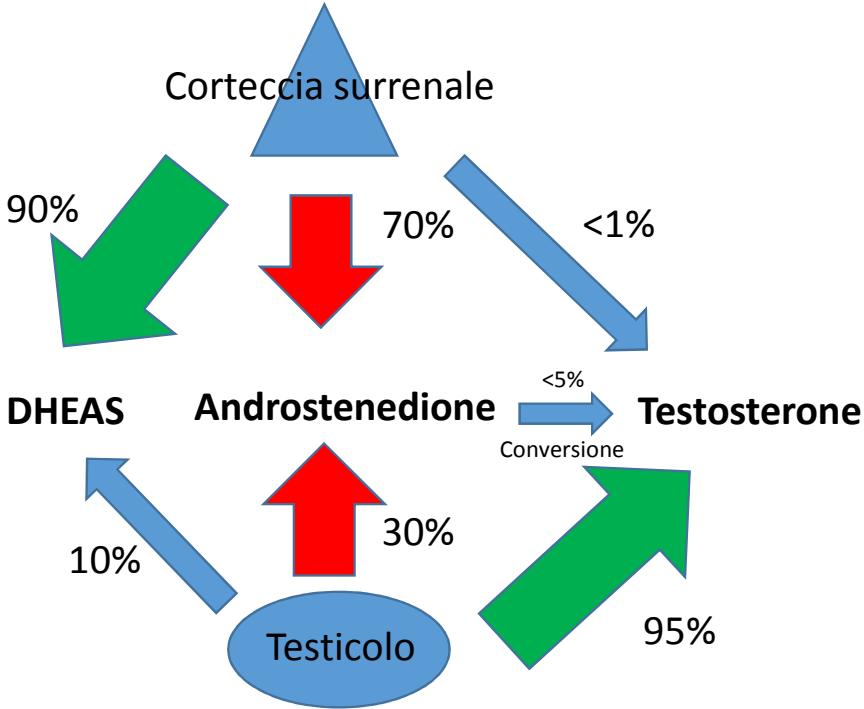 Corteccia surrenale
90%
70%
<1%
<5%
DHEAS
Androstenedione
Testosterone
Conversione
10%
30%
95%
Testicolo